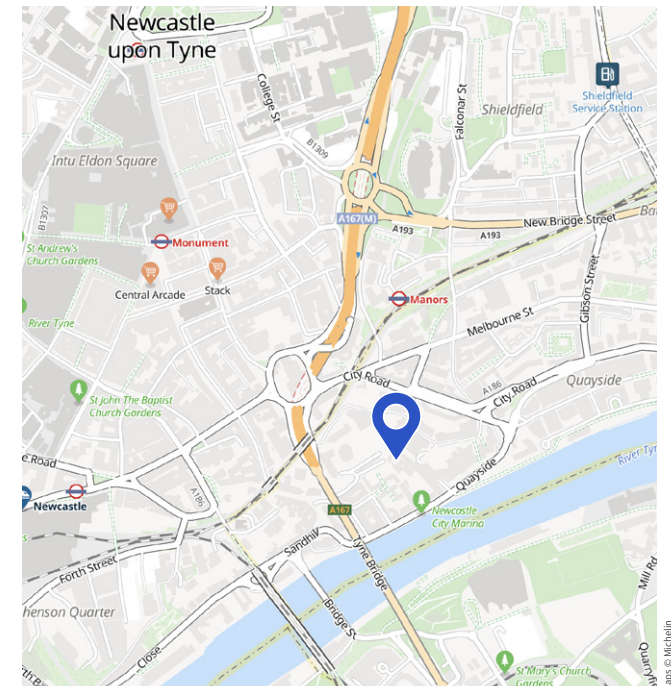 Newcastle
upon Tyne
College St
Falconar St
Shieldfield
Shieldfield
Service Station
B1309
Intu Eldon Square
B1307
A167(M)
A193
A193
New Bridge Street
Monument
St Andrew's
Church Gardens
Central Arcade
Stack
Manors
Gibson Street
Melbourne St
River Tyne
City Road
A186
City Road
Quayside
St John The Baptist
Church Gardens
Road
A186
Newcastle
Quayside
River Tyne
A167
Newcastle
City Marina
Sandhill
Tyne Bridge
Forth Street
Mill Rd
henson Quarter
Bridge St
Close
St Mary's Church
Gardens
aps © Michelin